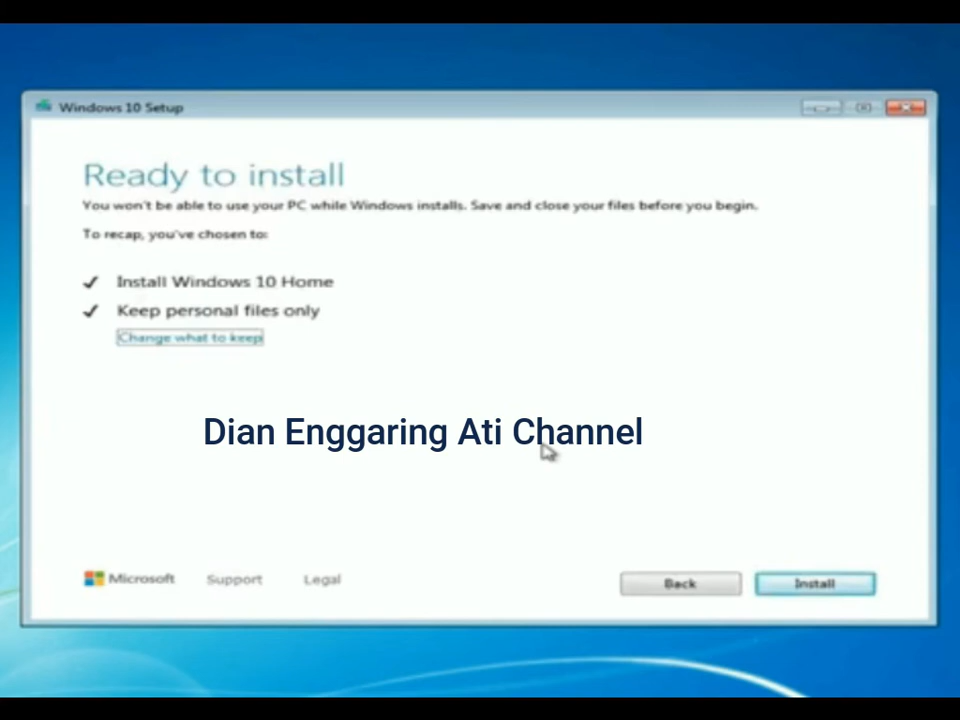 Windows 10 Setup
Ready to install
You won't be able to use your PC while Windows installs. Save and close your files before you begin.
To recap, you've chosen to:
Install Windows 10 Home
Keep personal files only
Change what to keep
Dian Enggaring Ati Channel
Microsoft Support Legal
Back Install